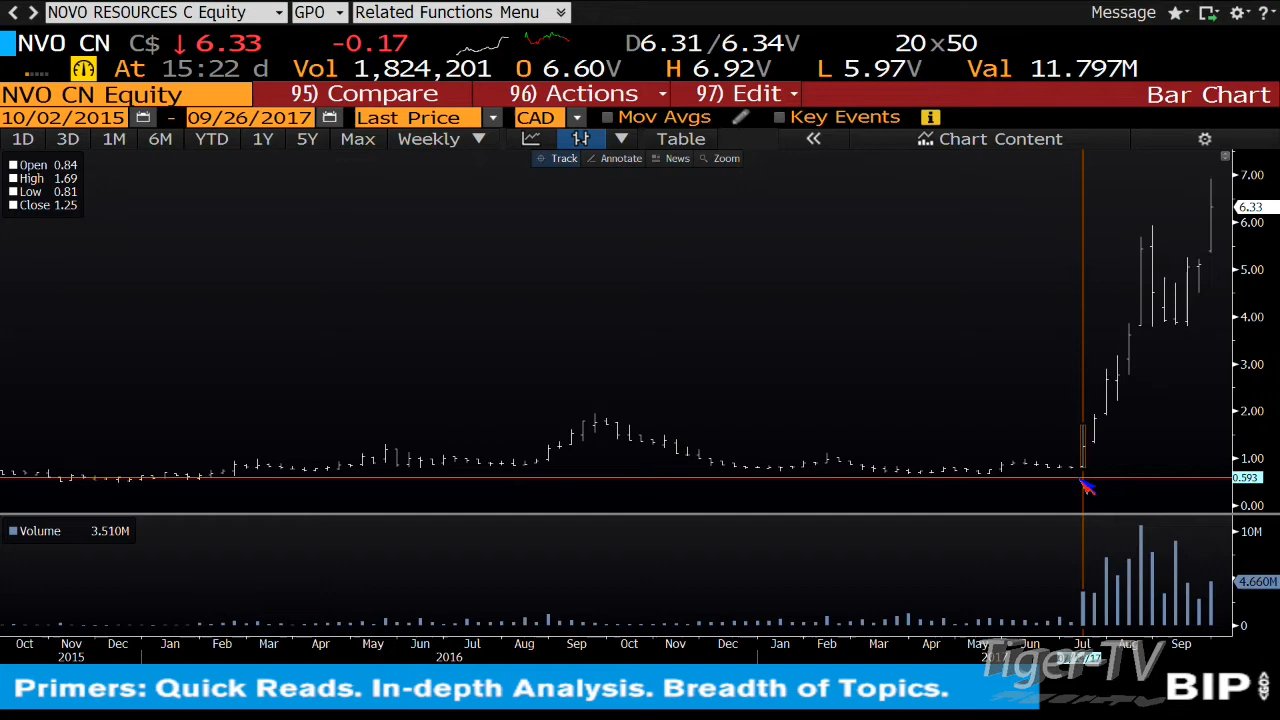 NOVO RESOURCES C Equity GPO Related Functions Menu Message ?
NVO CN C$ ↓ 6.33 -0.17 D6.31/6.34V 20x50
At 15:22 d Vol 1,824,201 O 6.60V H 6.92V L 5.97V Val 11.797M
NVO CN Equity 95) Compare 96) Actions 97) Edit Bar Chart
10/02/2015 - 09/26/2017 Last Price CAD Mov Avgs Key Events
1D 3D 1M 6M YTD 1Y 5Y Max Weekly Table « Chart Content
Track Annotate News Zoom
Open 0.84
High 1.69
Low 0.81
Close 1.25
7.00
6.33
6.00
5.00
4.00
3.00
2.00
1.00
0.593
0.00
Volume 3.510M
10M
4.660M
0
Oct Nov Dec Jan Feb Mar Apr May Jun Jul Aug Sep Oct Nov Dec Jan Feb Mar Apr May Jun Jul Aug Sep
2015 2016 2017
Tiger-TV
Primers: Quick Reads. In-depth Analysis. Breadth of Topics. BIP